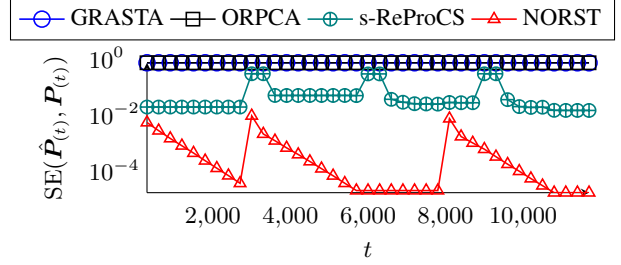 GRASTA ORPCA s-ReProCS NORST
SE(P̂(t), P(t))
10^0
10^−2
10^−4
2,000 4,000 6,000 8,000 10,000
t